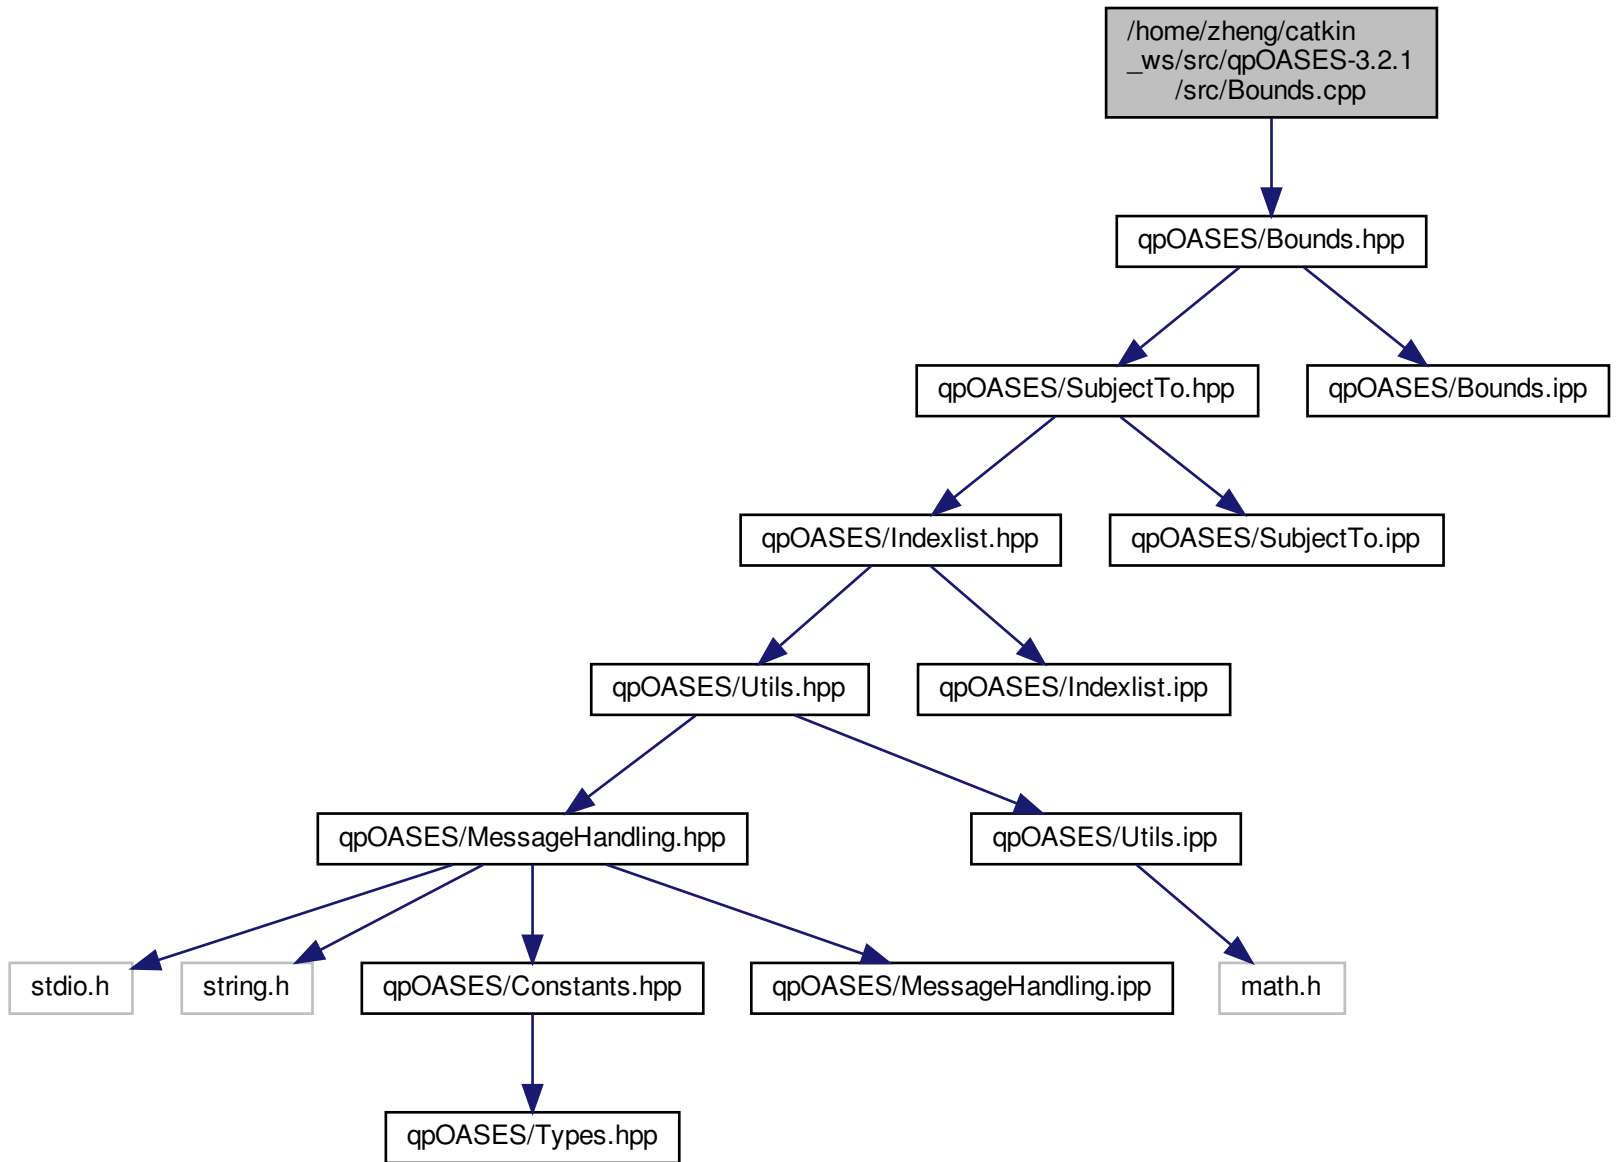 /home/zheng/catkin
_ws/src/qpOASES-3.2.1
/src/Bounds.cpp
qpOASES/Bounds.hpp
qpOASES/SubjectTo.hpp
qpOASES/Bounds.ipp
qpOASES/Indexlist.hpp
qpOASES/SubjectTo.ipp
qpOASES/Utils.hpp
qpOASES/Indexlist.ipp
qpOASES/MessageHandling.hpp
qpOASES/Utils.ipp
stdio.h
string.h
qpOASES/Constants.hpp
qpOASES/MessageHandling.ipp
math.h
qpOASES/Types.hpp